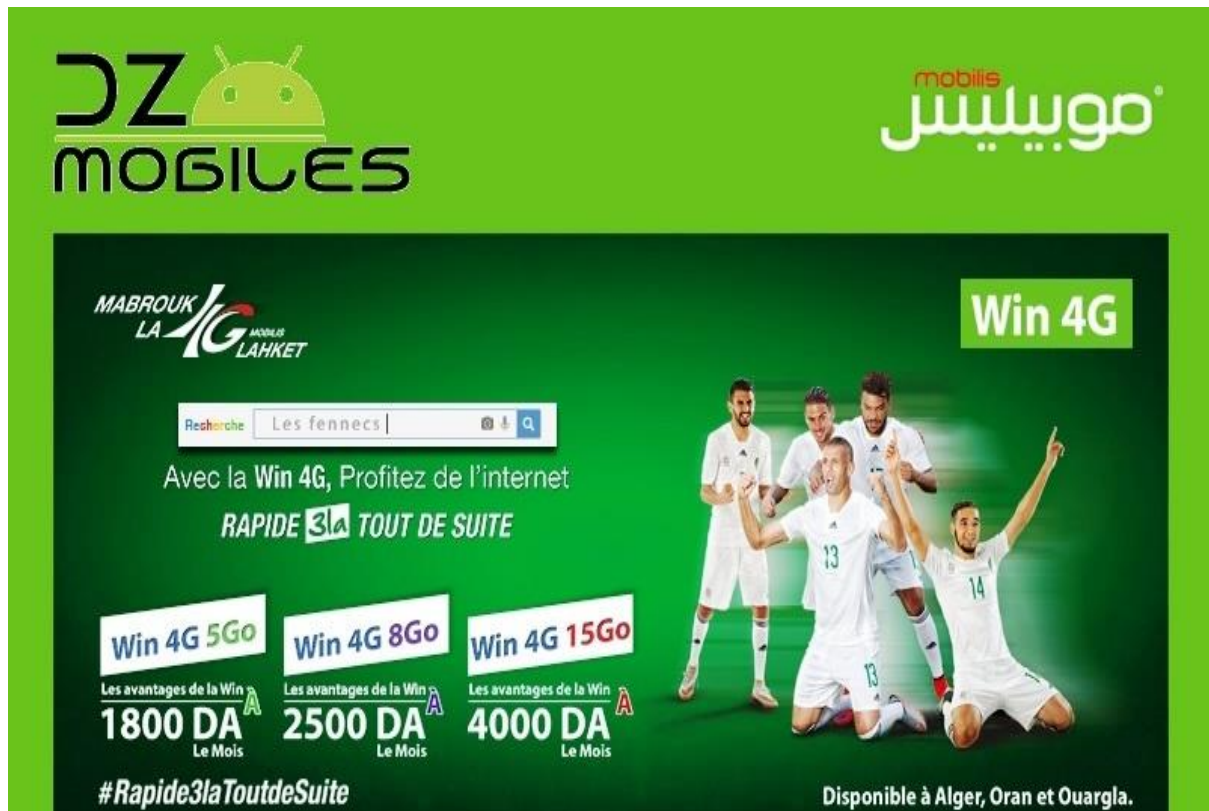 DZ
MOBILES
mobilis
موبيليس
MABROUK
LA 4G MOBILIS
LAHKET
Win 4G
Recherche Les fennecs
Avec la Win 4G, Profitez de l'internet
RAPIDE 3la TOUT DE SUITE
Win 4G 5Go
Les avantages de la Win À
1800 DA
Le Mois
Win 4G 8Go
Les avantages de la Win À
2500 DA
Le Mois
Win 4G 15Go
Les avantages de la Win À
4000 DA
Le Mois
13
13
14
#Rapide3laToutdeSuite
Disponible à Alger, Oran et Ouargla.